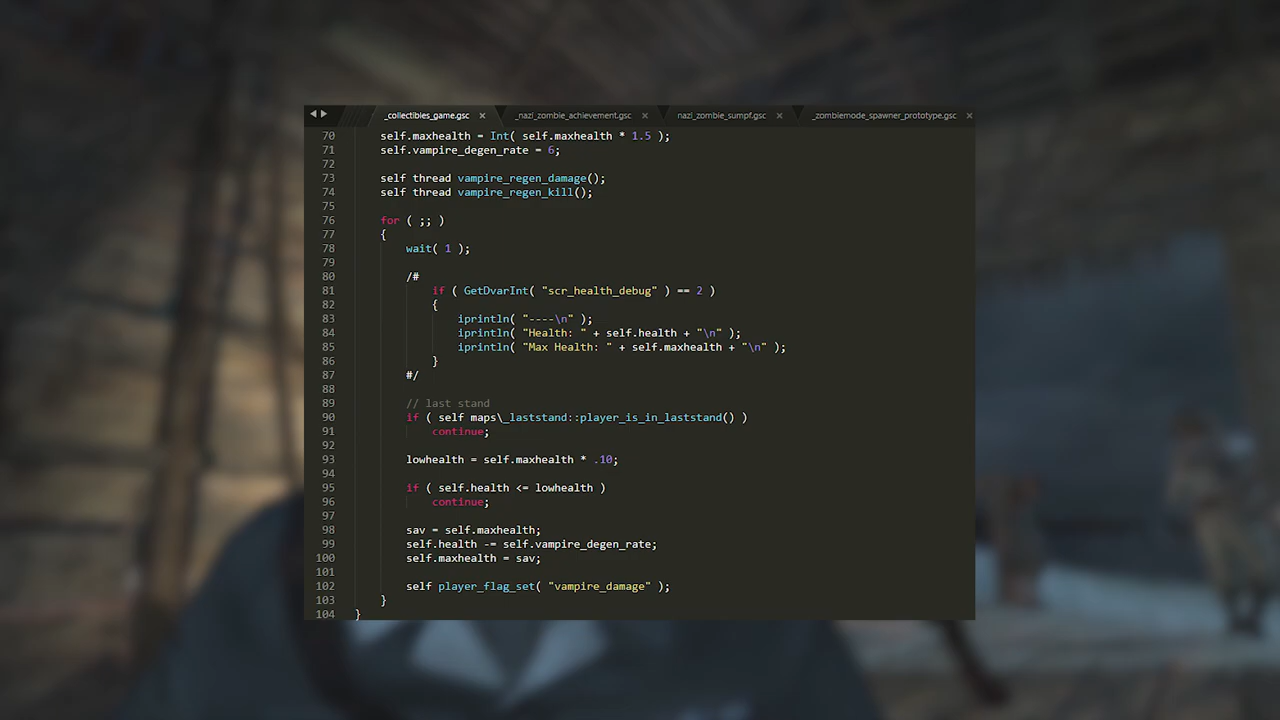 _collectibles_game.gsc × _nazi_zombie_achievement.gsc × nazi_zombie_sumpf.gsc × _zombiemode_spawner_prototype.gsc ×
70 self.maxhealth = Int( self.maxhealth * 1.5 );
71 self.vampire_degen_rate = 6;
72
73 self thread vampire_regen_damage();
74 self thread vampire_regen_kill();
75
76 for ( ;; )
77 {
78 wait( 1 );
79
80 /#
81 if ( GetDvarInt( "scr_health_debug" ) == 2 )
82 {
83 iprintln( "----\n" );
84 iprintln( "Health: " + self.health + "\n" );
85 iprintln( "Max Health: " + self.maxhealth + "\n" );
86 }
87 #/
88
89 // last stand
90 if ( self maps\_laststand::player_is_in_laststand() )
91 continue;
92
93 lowhealth = self.maxhealth * .10;
94
95 if ( self.health <= lowhealth )
96 continue;
97
98 sav = self.maxhealth;
99 self.health -= self.vampire_degen_rate;
100 self.maxhealth = sav;
101
102 self player_flag_set( "vampire_damage" );
103 }
104 }